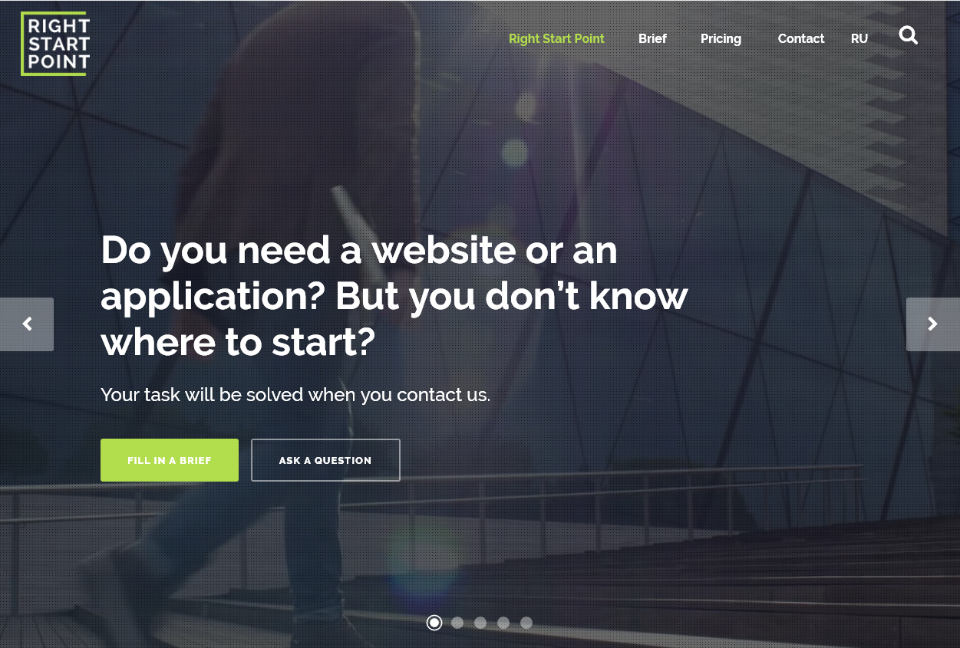 RIGHT
START
POINT
Right Start Point Brief Pricing Contact RU
Do you need a website or an
application? But you don’t know
where to start?
Your task will be solved when you contact us.
FILL IN A BRIEF ASK A QUESTION